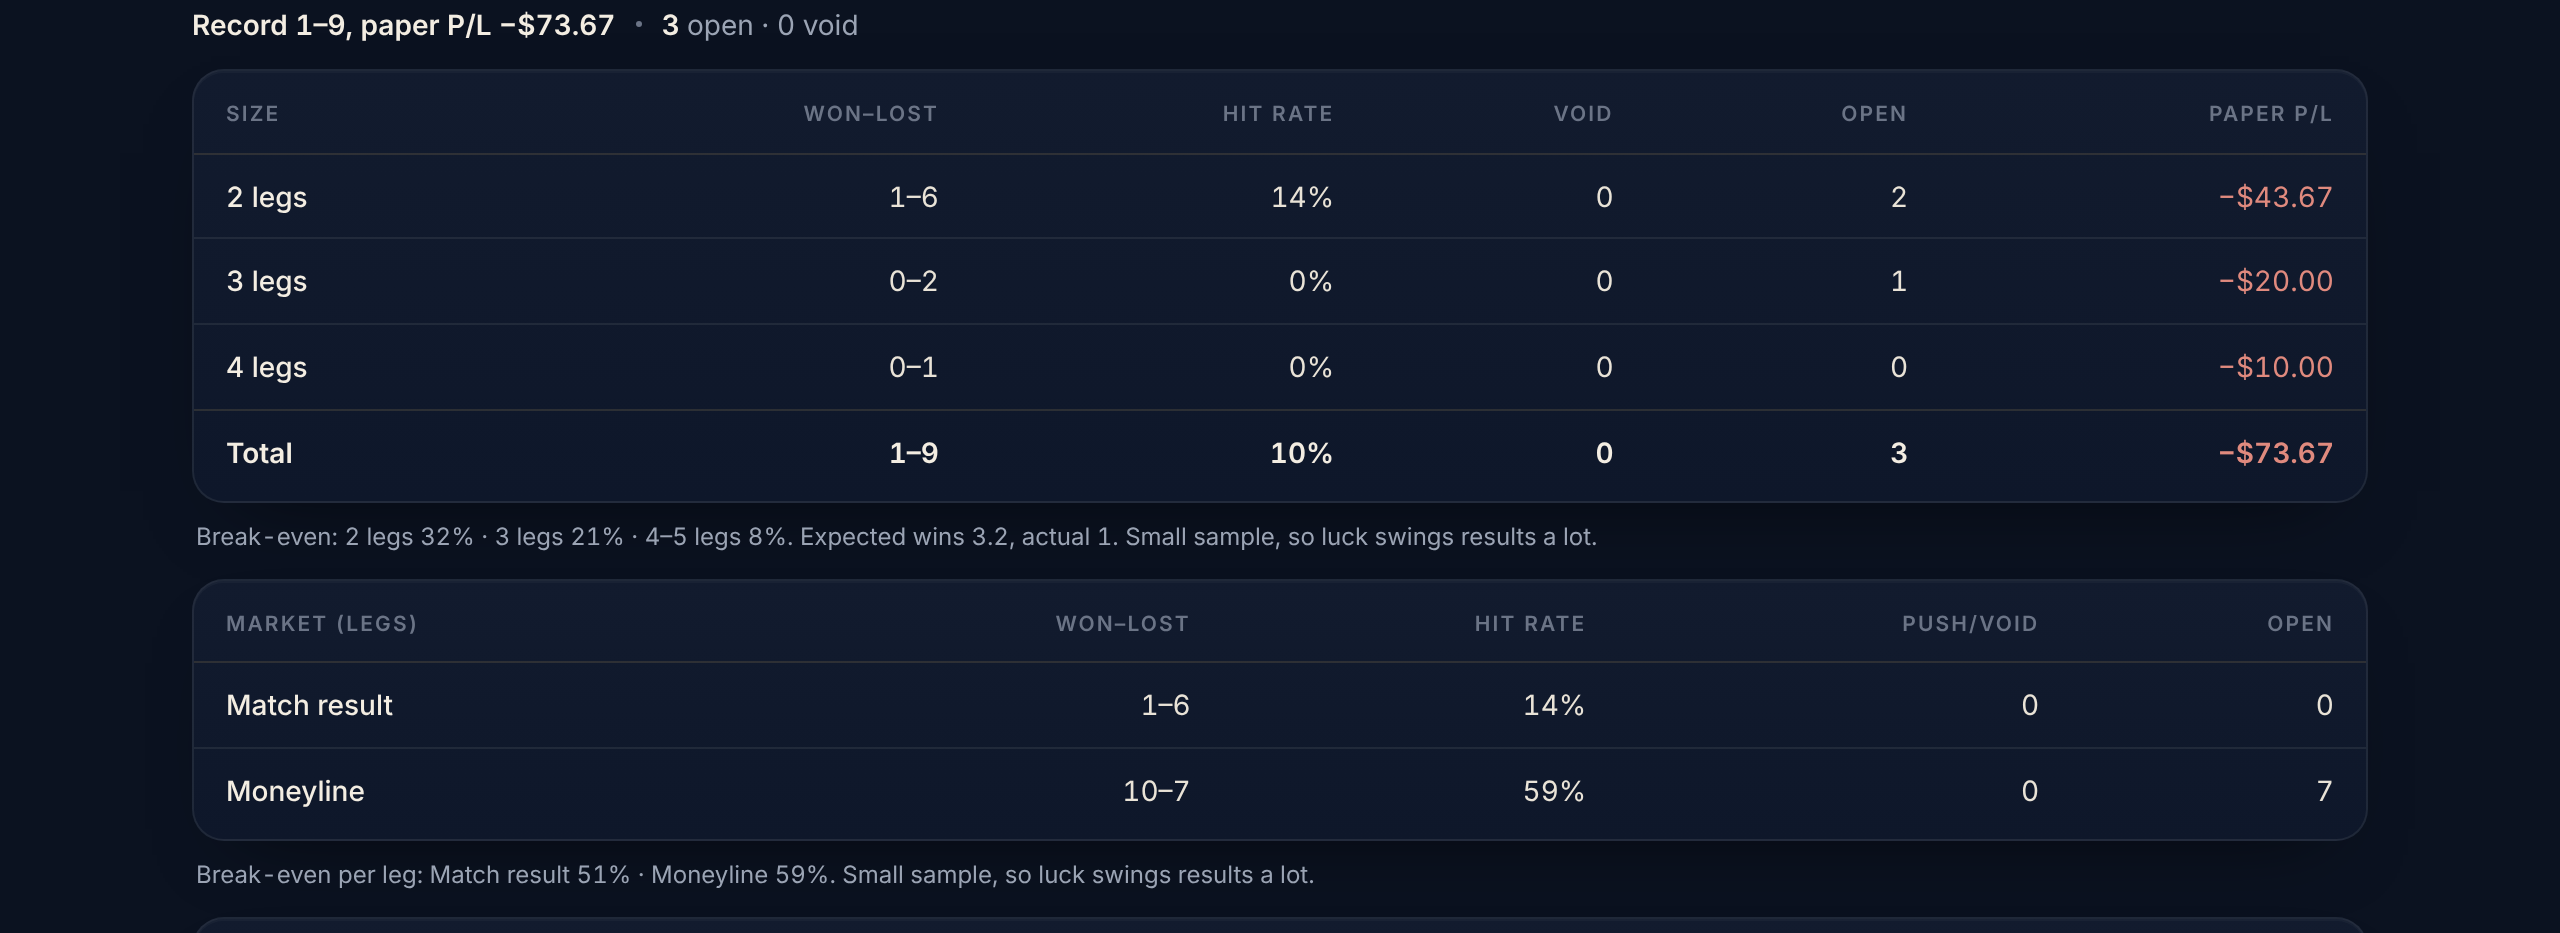 Record 1–9, paper P/L −$73.67 • 3 open · 0 void
SIZE WON–LOST HIT RATE VOID OPEN PAPER P/L
2 legs 1–6 14% 0 2 −$43.67
3 legs 0–2 0% 0 1 −$20.00
4 legs 0–1 0% 0 0 −$10.00
Total 1–9 10% 0 3 −$73.67
Break-even: 2 legs 32% · 3 legs 21% · 4–5 legs 8%. Expected wins 3.2, actual 1. Small sample, so luck swings results a lot.
MARKET (LEGS) WON–LOST HIT RATE PUSH/VOID OPEN
Match result 1–6 14% 0 0
Moneyline 10–7 59% 0 7
Break-even per leg: Match result 51% · Moneyline 59%. Small sample, so luck swings results a lot.